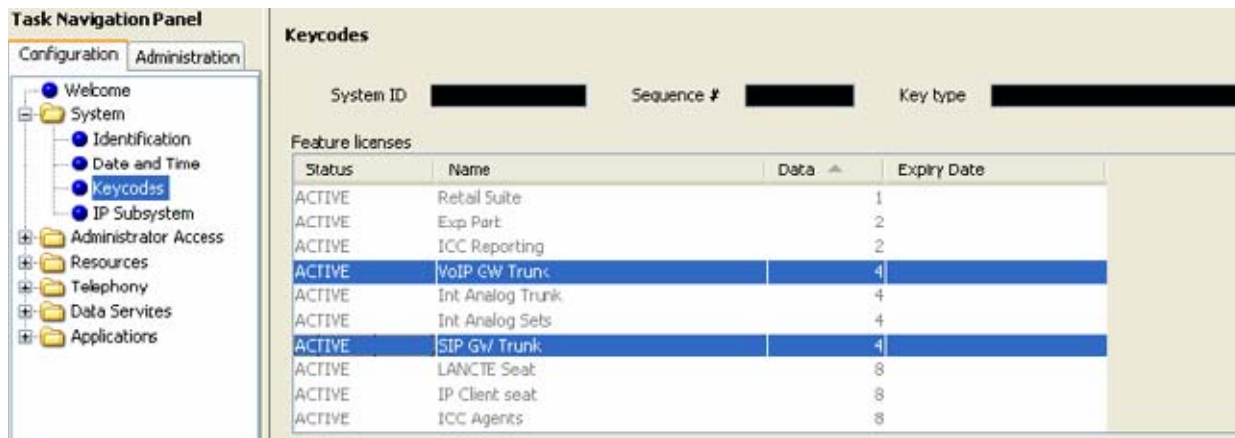 Task Navigation Panel
Configuration Administration
Welcome
System
Identification
Date and Time
Keycodes
IP Subsystem
Administrator Access
Resources
Telephony
Data Services
Applications
Keycodes
System ID Sequence # Key type
Feature licenses
Status Name Data Expiry Date
ACTIVE Retail Suite 1
ACTIVE Exp Port 2
ACTIVE ICC Reporting 2
ACTIVE VoIP GW Trunk 4
ACTIVE Int Analog Trunk 4
ACTIVE Int Analog Sets 4
ACTIVE SIP GW Trunk 4
ACTIVE LANCTE Seat 8
ACTIVE IP Client seat 8
ACTIVE ICC Agents 8